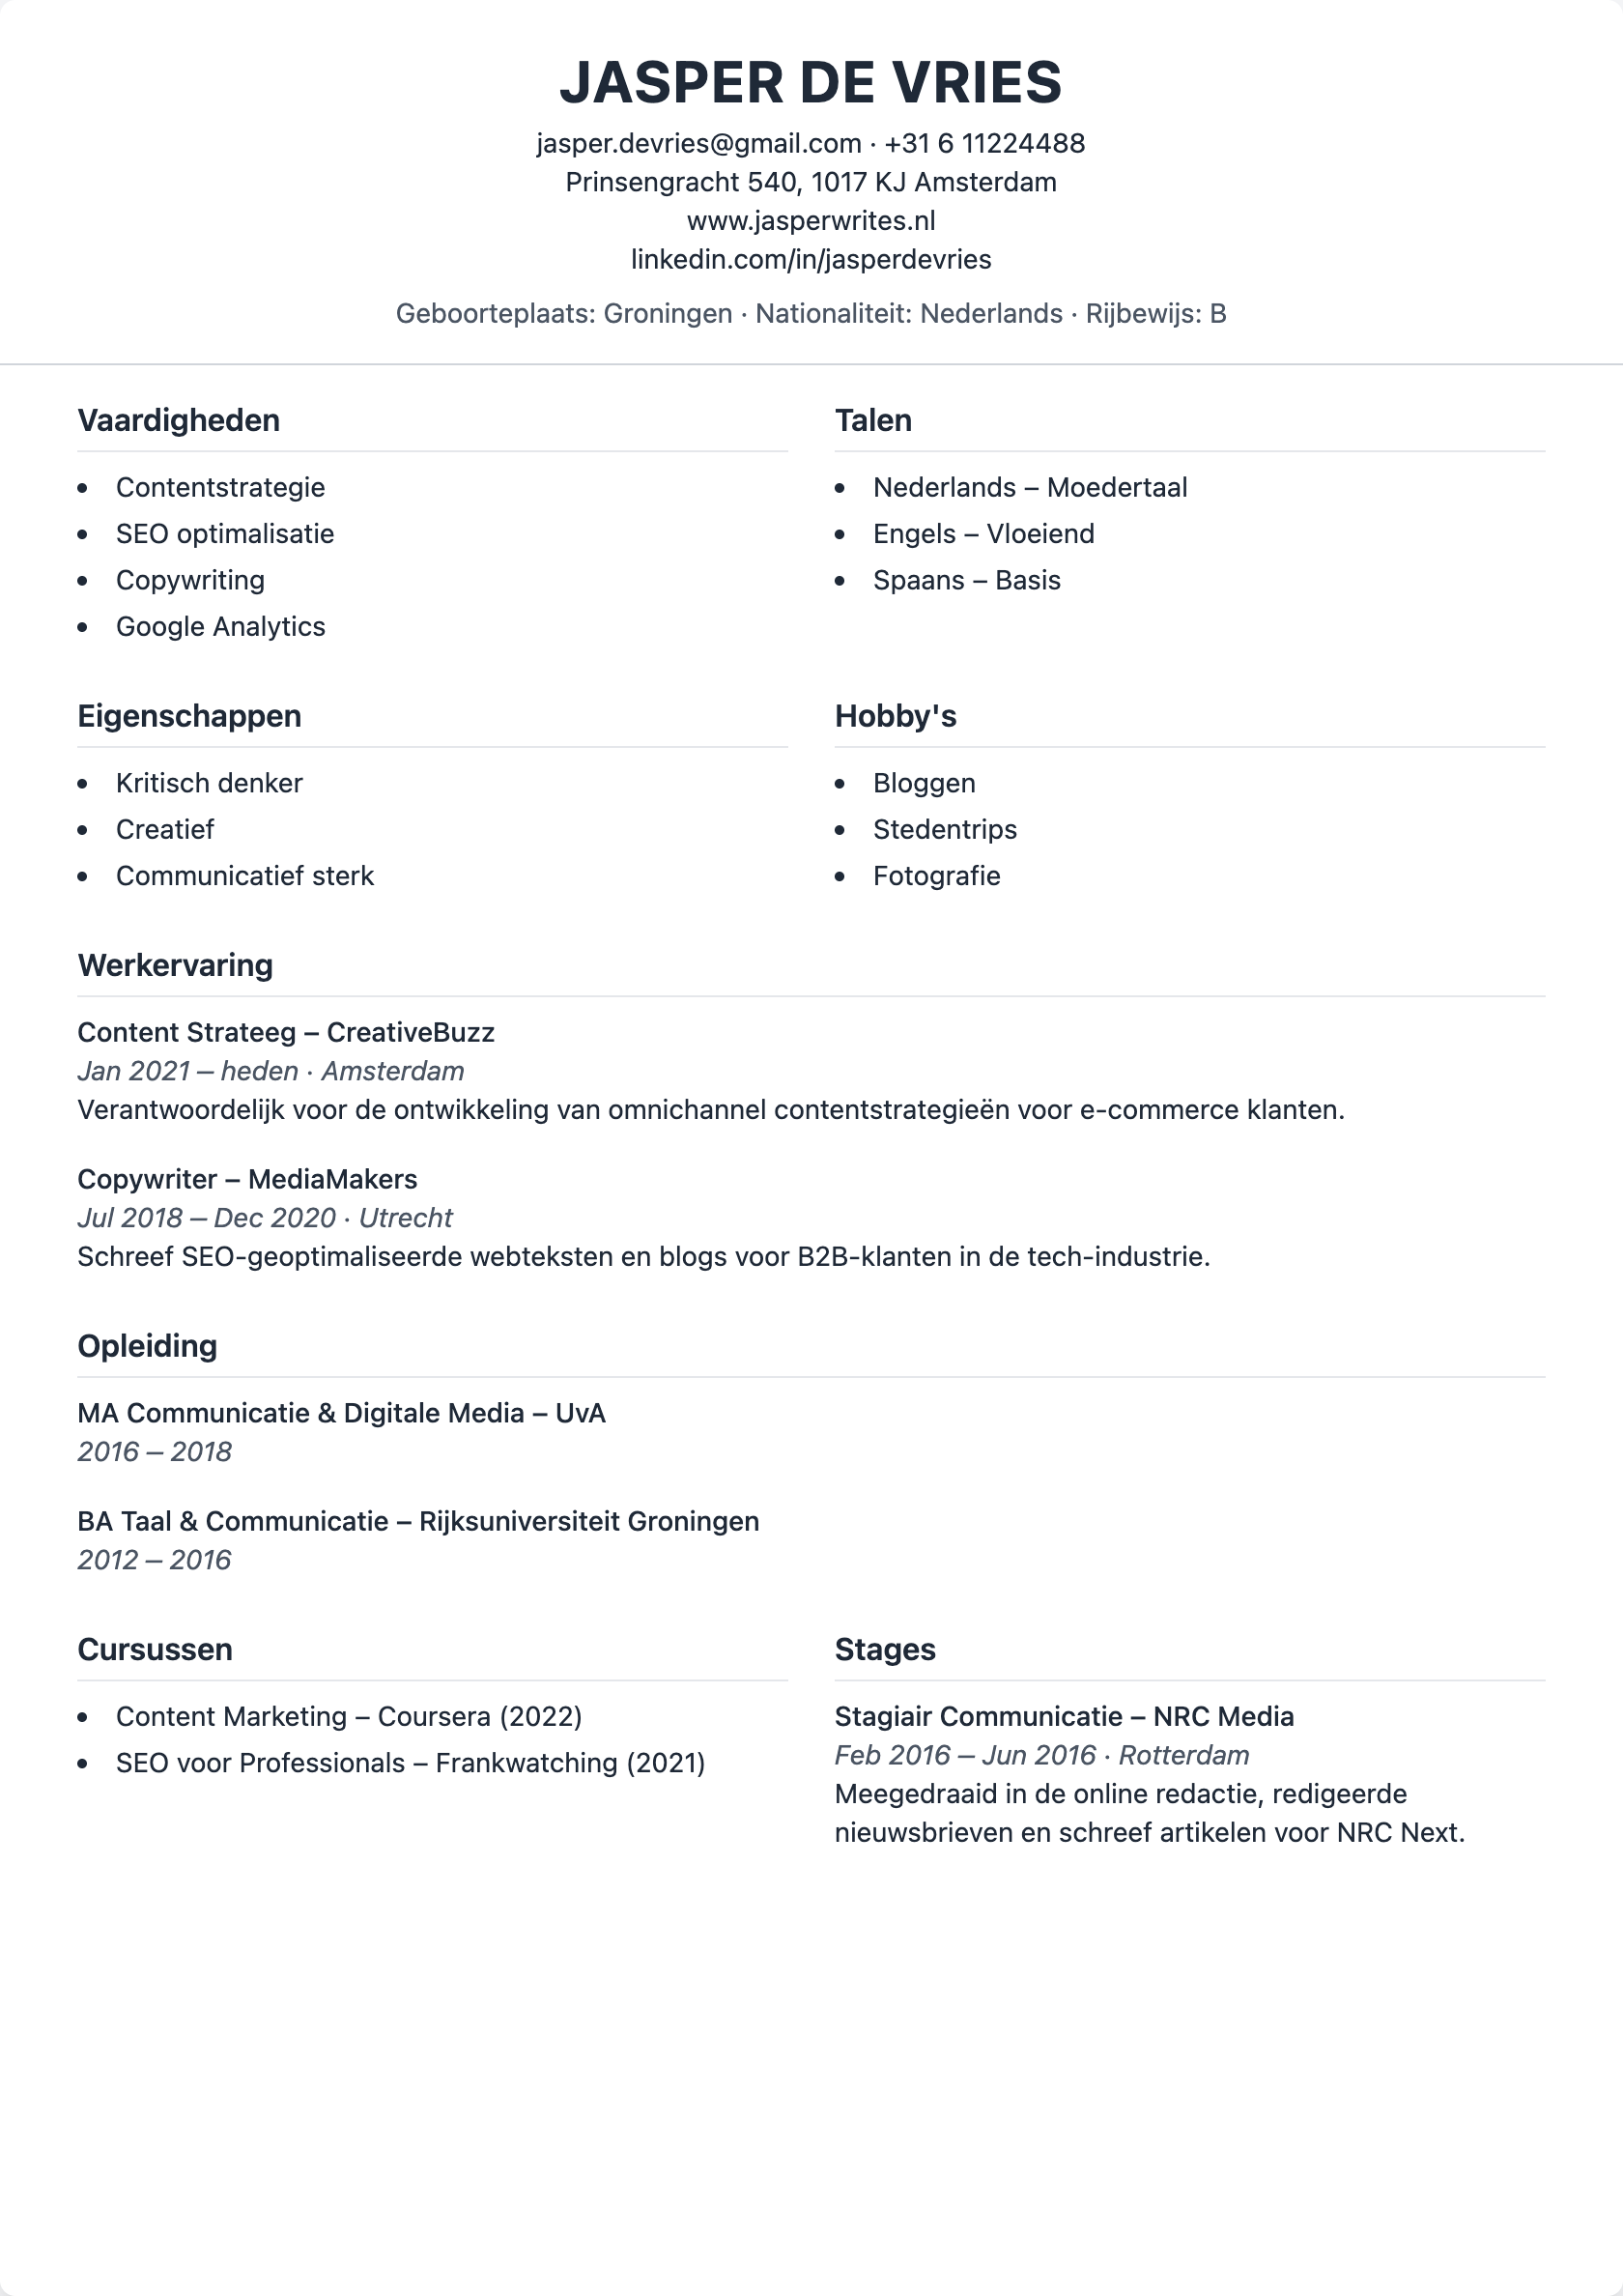 JASPER DE VRIES
jasper.devries@gmail.com · +31 6 11224488
Prinsengracht 540, 1017 KJ Amsterdam
www.jasperwrites.nl
linkedin.com/in/jasperdevries
Geboorteplaats: Groningen · Nationaliteit: Nederlands · Rijbewijs: B
Vaardigheden
• Contentstrategie
• SEO optimalisatie
• Copywriting
• Google Analytics
Talen
• Nederlands – Moedertaal
• Engels – Vloeiend
• Spaans – Basis
Eigenschappen
• Kritisch denker
• Creatief
• Communicatief sterk
Hobby's
• Bloggen
• Stedentrips
• Fotografie
Werkervaring
Content Strateeg – CreativeBuzz
Jan 2021 — heden · Amsterdam
Verantwoordelijk voor de ontwikkeling van omnichannel contentstrategieën voor e-commerce klanten.
Copywriter – MediaMakers
Jul 2018 — Dec 2020 · Utrecht
Schreef SEO-geoptimaliseerde webteksten en blogs voor B2B-klanten in de tech-industrie.
Opleiding
MA Communicatie & Digitale Media – UvA
2016 — 2018
BA Taal & Communicatie – Rijksuniversiteit Groningen
2012 — 2016
Cursussen
• Content Marketing – Coursera (2022)
• SEO voor Professionals – Frankwatching (2021)
Stages
Stagiair Communicatie – NRC Media
Feb 2016 — Jun 2016 · Rotterdam
Meegedraaid in de online redactie, redigeerde
nieuwsbrieven en schreef artikelen voor NRC Next.